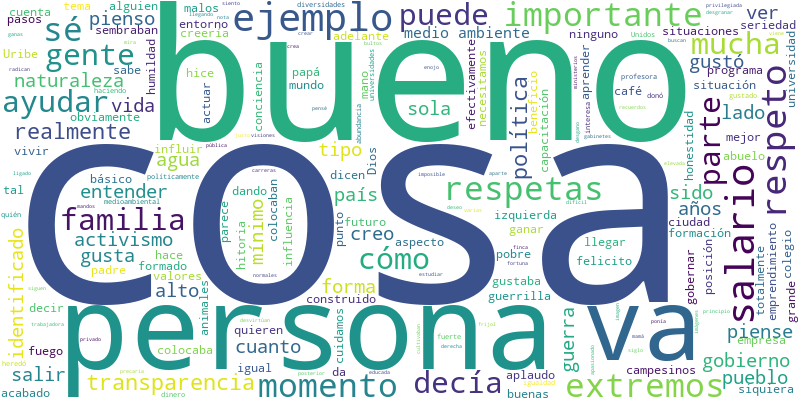 cuenta
tema
alguien
malos
ejemplo
puede
importante
ver
seriedad
pasos
sé
pienso
entorno
creería
bueno
medio ambiente
adelante
ninguno
situaciones
mucha
Uribe
sembraban
gente
humildad
hice
papá
mundo
conciencia
actuar
mano
efectivamente
necesitamos
aprender
café
donó
gustó
programa
situación
universidad
naturaleza
sabe
ayudar
vida
obviamente
sola
política
beneficio
capacitación
interesa
lado
mejor
honestidad
abuelo
parte
respeto
realmente
influir
agua
tipo
Dios
dicen
vivir
básico
entender
tal
quién
dando
país
respetas
sido
años
ciudad
formación
salario
cosa
familia
parece
hitoria
mínimo
colocaban
influencia
punto
futuro
creo
izquierda
ganar
llegar
pobre
felicito
activismo
gusta
hace
padre
formado
valores
aspecto
cómo
gobernar
posición
totalmente
emprendimiento
grande
colegio
identificado
alto
forma
construido
gustaba
guerrilla
decir
animales
persona
va
guerra
piense
empresa
fuego
colocaba
cuanto
quieren
igual
cuidamos
da
decía
aplaudo
buenas
campesinos
gobierno
pueblo
siquiera
salir
acabado
transparencia
momento
extremos